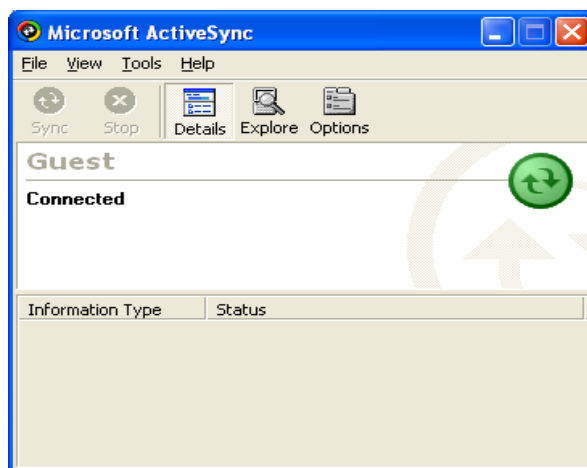 Microsoft ActiveSync
File View Tools Help
Sync Stop Details Explore Options
Guest
Connected
Information Type Status